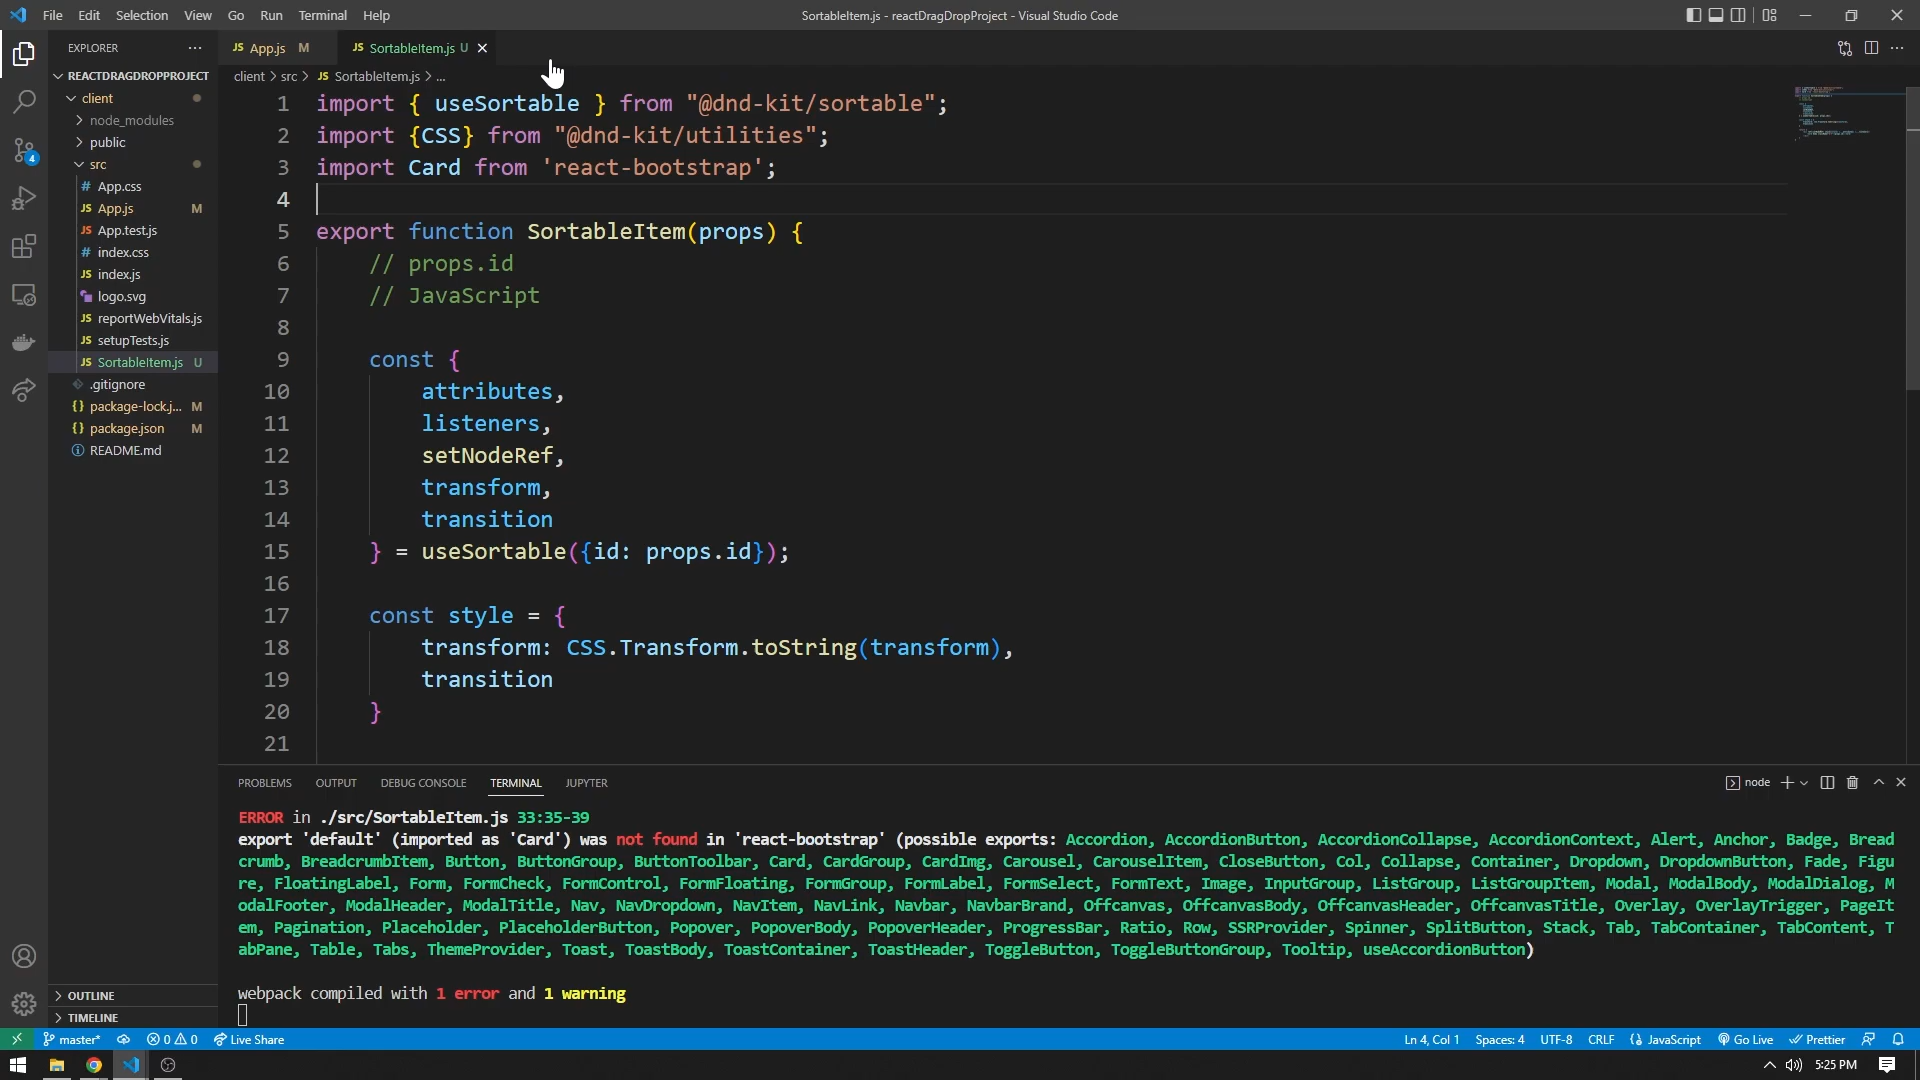 File Edit Selection View Go Run Terminal Help
SortableItem.js - reactDragDropProject - Visual Studio Code
EXPLORER
JS App.js M
JS SortableItem.js U
REACTDRAGDROPPROJECT
client
node_modules
public
src
# App.css
JS App.js M
JS App.test.js
# index.css
JS index.js
logo.svg
JS reportWebVitals.js
JS setupTests.js
JS SortableItem.js U
.gitignore
{} package-lock.j... M
{} package.json M
README.md
OUTLINE
TIMELINE
4
client > src > JS SortableItem.js > ...
1 import { useSortable } from "@dnd-kit/sortable";
2 import {CSS} from "@dnd-kit/utilities";
3 import Card from 'react-bootstrap';
4
5 export function SortableItem(props) {
6 // props.id
7 // JavaScript
8
9 const {
10 attributes,
11 listeners,
12 setNodeRef,
13 transform,
14 transition
15 } = useSortable({id: props.id});
16
17 const style = {
18 transform: CSS.Transform.toString(transform),
19 transition
20 }
21
PROBLEMS OUTPUT DEBUG CONSOLE TERMINAL JUPYTER
node
ERROR in ./src/SortableItem.js 33:35-39
export 'default' (imported as 'Card') was not found in 'react-bootstrap' (possible exports: Accordion, AccordionButton, AccordionCollapse, AccordionContext, Alert, Anchor, Badge, Bread
crumb, BreadcrumbItem, Button, ButtonGroup, ButtonToolbar, Card, CardGroup, CardImg, Carousel, CarouselItem, CloseButton, Col, Collapse, Container, Dropdown, DropdownButton, Fade, Figu
re, FloatingLabel, Form, FormCheck, FormControl, FormFloating, FormGroup, FormLabel, FormSelect, FormText, Image, InputGroup, ListGroup, ListGroupItem, Modal, ModalBody, ModalDialog, M
odalFooter, ModalHeader, ModalTitle, Nav, NavDropdown, NavItem, NavLink, Navbar, NavbarBrand, Offcanvas, OffcanvasBody, OffcanvasHeader, OffcanvasTitle, Overlay, OverlayTrigger, PageIt
em, Pagination, Placeholder, PlaceholderButton, Popover, PopoverBody, PopoverHeader, ProgressBar, Ratio, Row, SSRProvider, Spinner, SplitButton, Stack, Tab, TabContainer, TabContent, T
abPane, Table, Tabs, ThemeProvider, Toast, ToastBody, ToastContainer, ToastHeader, ToggleButton, ToggleButtonGroup, Tooltip, useAccordionButton)
webpack compiled with 1 error and 1 warning
master* 0 0 Live Share
Ln 4, Col 1 Spaces: 4 UTF-8 CRLF {} JavaScript Go Live Prettier
5:25 PM